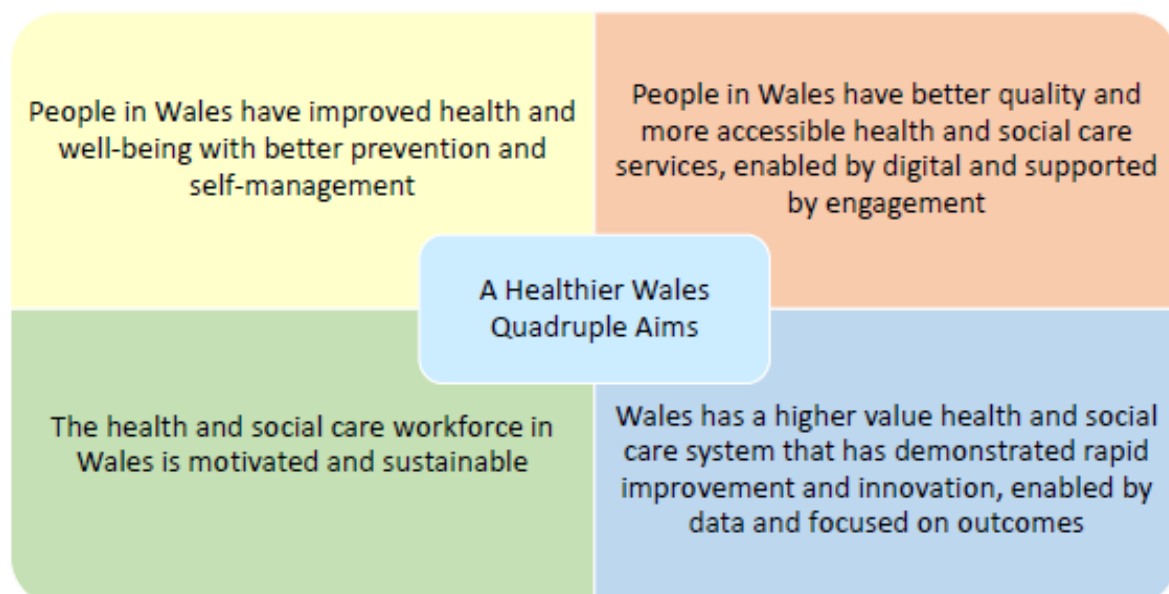 People in Wales have improved health and
well-being with better prevention and
self-management
People in Wales have better quality and
more accessible health and social care
services, enabled by digital and supported
by engagement
A Healthier Wales
Quadruple Aims
The health and social care workforce in
Wales is motivated and sustainable
Wales has a higher value health and social
care system that has demonstrated rapid
improvement and innovation, enabled by
data and focused on outcomes